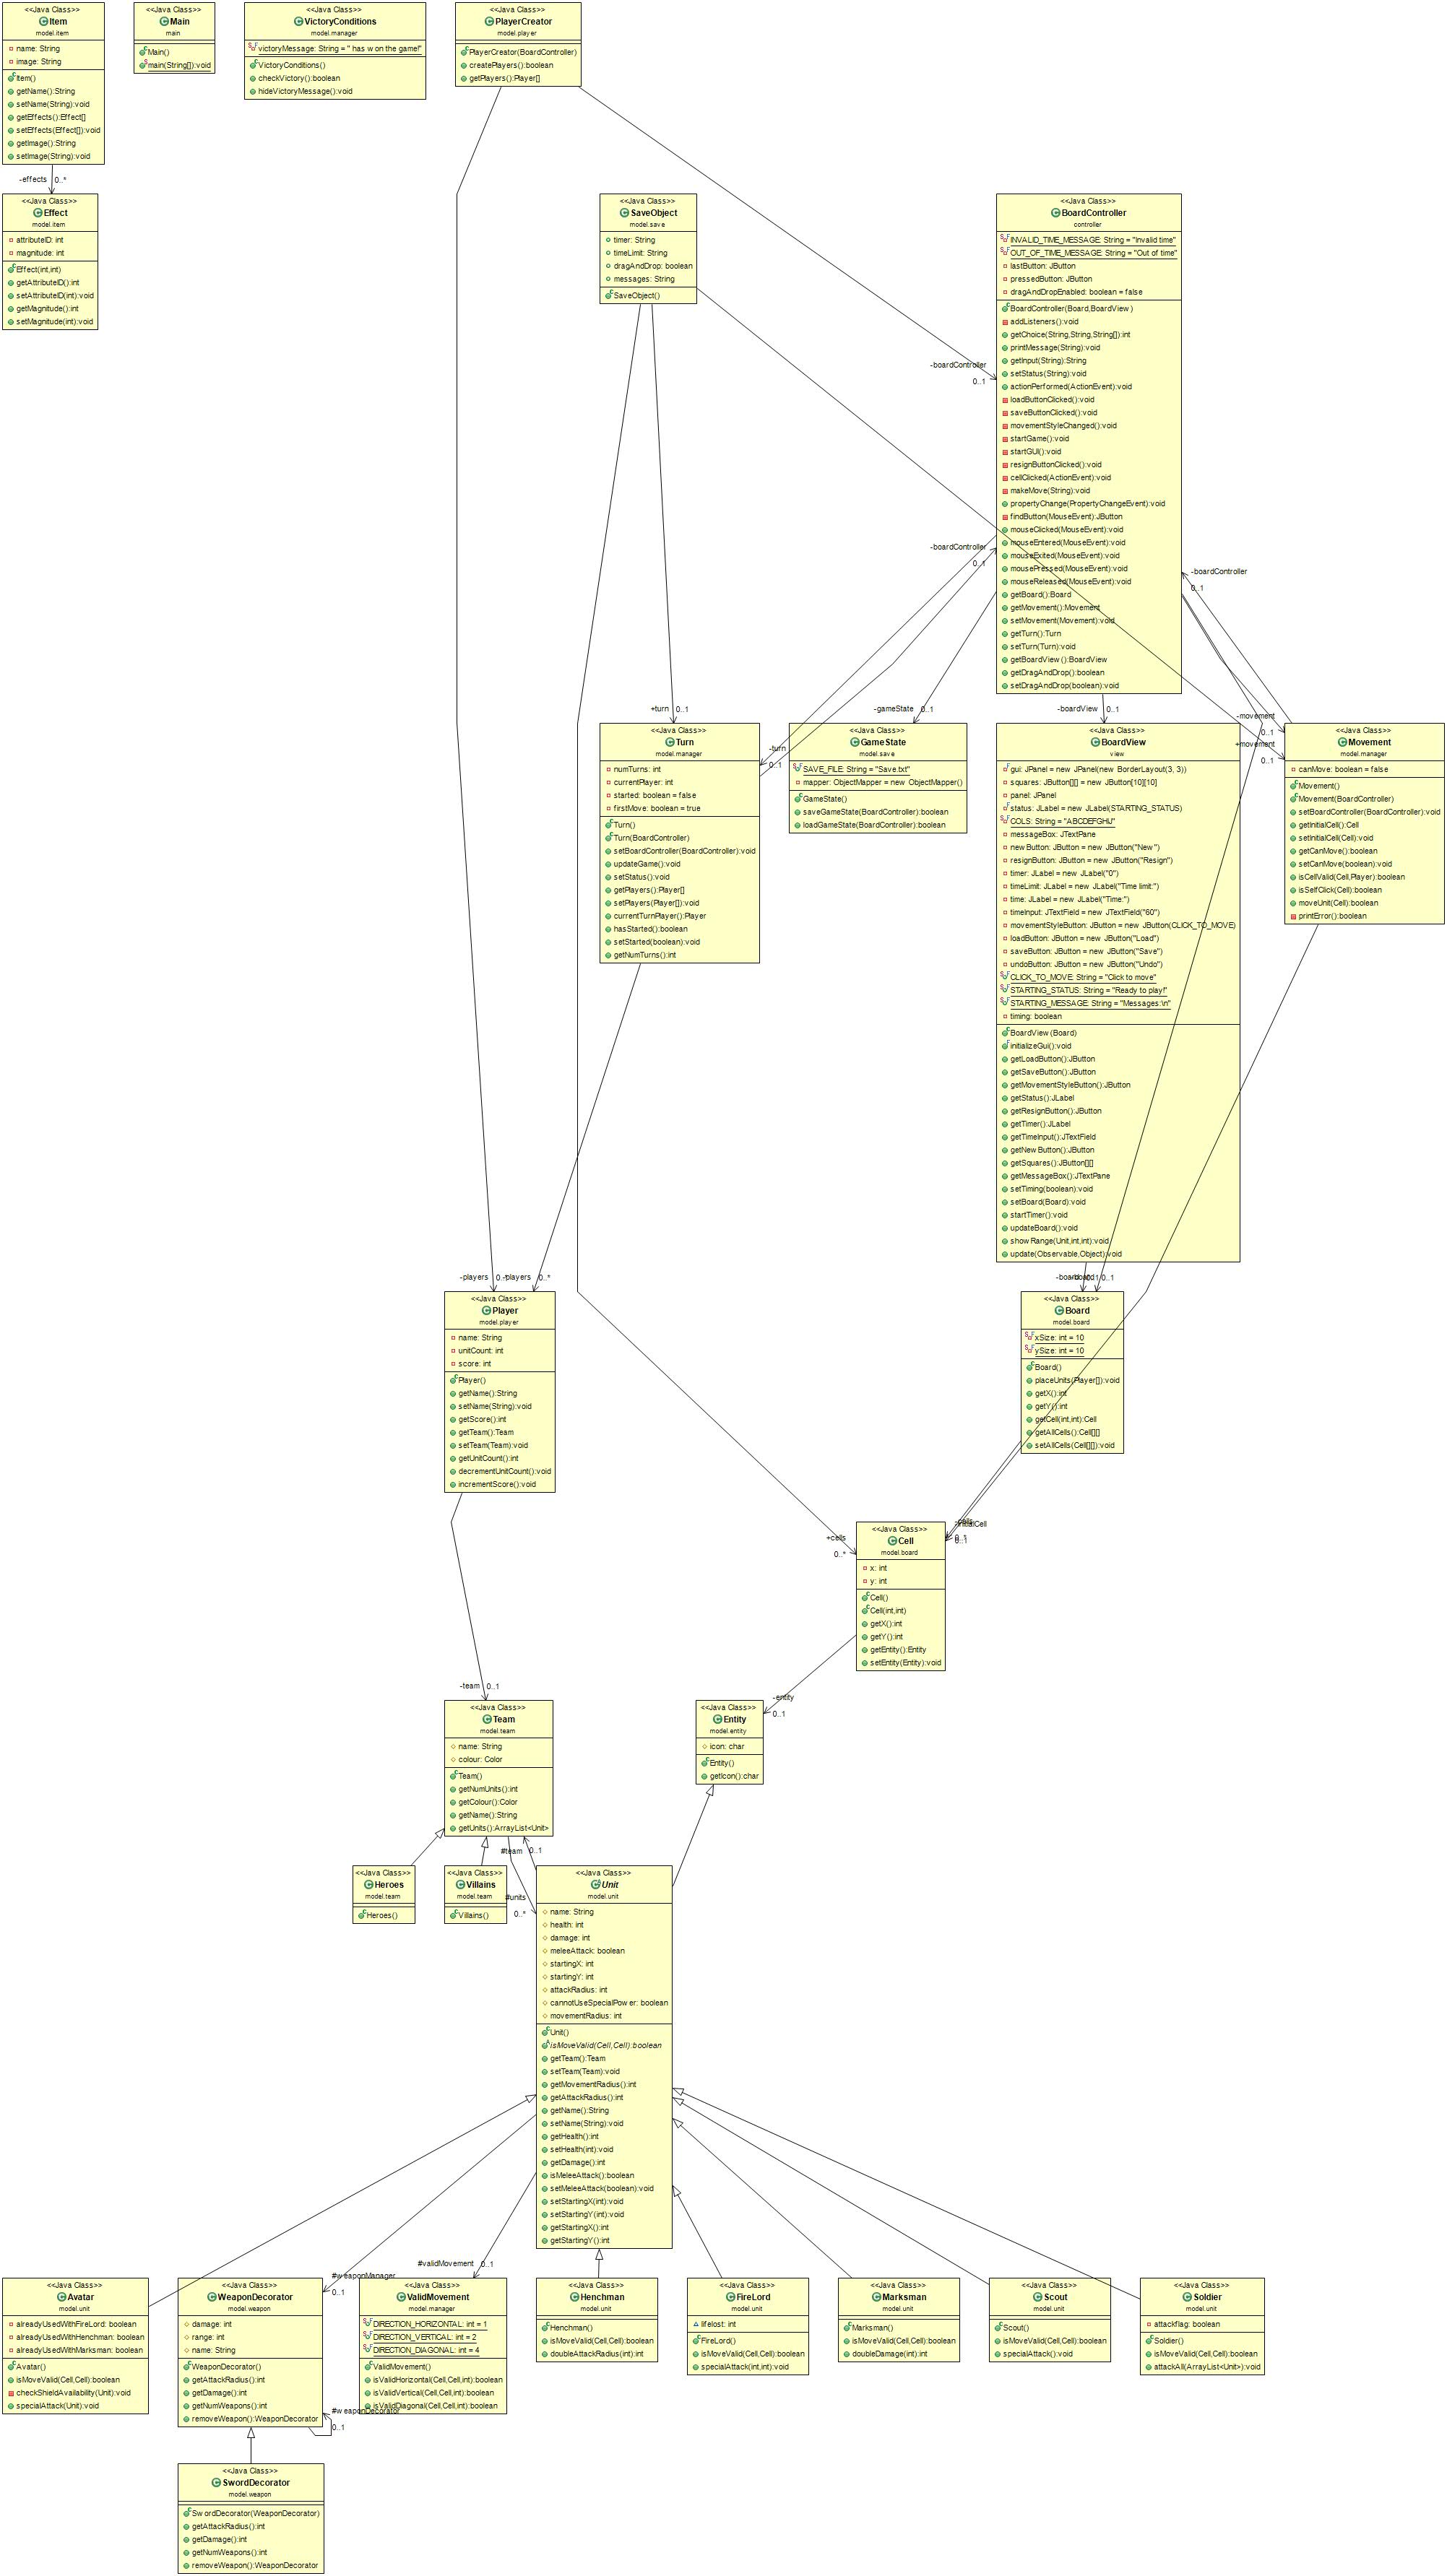 <<Java Class>>
Item
model.item
name: String
image: String
Item()
getName():String
setName(String):void
getEffects():Effect[]
setEffects(Effect[]):void
getImage():String
setImage(String):void
<<Java Class>>
Main
main
Main()
main(String[]):void
<<Java Class>>
VictoryConditions
model.manager
victoryMessage: String = " has won the game!"
VictoryConditions()
checkVictory():boolean
hideVictoryMessage():void
<<Java Class>>
PlayerCreator
model.player
PlayerCreator(BoardController)
createPlayers():boolean
getPlayers():Player[]
-effects 0..*
<<Java Class>>
Effect
model.item
attributeID: int
magnitude: int
Effect(int,int)
getAttributeID():int
setAttributeID(int):void
getMagnitude():int
setMagnitude(int):void
<<Java Class>>
SaveObject
model.save
timer: String
timeLimit: String
dragAndDrop: boolean
messages: String
SaveObject()
<<Java Class>>
BoardController
controller
INVALID_TIME_MESSAGE: String = "Invalid time"
OUT_OF_TIME_MESSAGE: String = "Out of time"
lastButton: JButton
pressedButton: JButton
dragAndDropEnabled: boolean = false
BoardController(Board,BoardView)
addListeners():void
getChoice(String,String,String[]):int
printMessage(String):void
getInput(String):String
setStatus(String):void
actionPerformed(ActionEvent):void
loadButtonClicked():void
saveButtonClicked():void
movementStyleChanged():void
startGame():void
startGUI():void
resignButtonClicked():void
cellClicked(ActionEvent):void
makeMove(String):void
propertyChange(PropertyChangeEvent):void
findButton(MouseEvent):JButton
mouseClicked(MouseEvent):void
mouseEntered(MouseEvent):void
mouseExited(MouseEvent):void
mousePressed(MouseEvent):void
mouseReleased(MouseEvent):void
getBoard():Board
getMovement():Movement
setMovement(Movement):void
getTurn():Turn
setTurn(Turn):void
getBoardView():BoardView
getDragAndDrop():boolean
setDragAndDrop(boolean):void
-boardController
0..1
-boardController
0..1
-boardController
0..1
+turn 0..1
-turn
0..1
-gameState 0..1
-boardView 0..1
-movement
0..1
+movement
0..1
<<Java Class>>
Turn
model.manager
numTurns: int
currentPlayer: int
started: boolean = false
firstMove: boolean = true
Turn()
Turn(BoardController)
setBoardController(BoardController):void
updateGame():void
setStatus():void
getPlayers():Player[]
setPlayers(Player[]):void
currentTurnPlayer():Player
hasStarted():boolean
setStarted(boolean):void
getNumTurns():int
<<Java Class>>
GameState
model.save
SAVE_FILE: String = "Save.txt"
mapper: ObjectMapper = new ObjectMapper()
GameState()
saveGameState(BoardController):boolean
loadGameState(BoardController):boolean
<<Java Class>>
BoardView
view
gui: JPanel = new JPanel(new BorderLayout(3, 3))
squares: JButton[][] = new JButton[10][10]
panel: JPanel
status: JLabel = new JLabel(STARTING_STATUS)
COLS: String = "ABCDEFGHIJ"
messageBox: JTextPane
newButton: JButton = new JButton("New")
resignButton: JButton = new JButton("Resign")
timer: JLabel = new JLabel("0")
timeLimit: JLabel = new JLabel("Time limit:")
time: JLabel = new JLabel("Time:")
timeInput: JTextField = new JTextField("60")
movementStyleButton: JButton = new JButton(CLICK_TO_MOVE)
loadButton: JButton = new JButton("Load")
saveButton: JButton = new JButton("Save")
undoButton: JButton = new JButton("Undo")
CLICK_TO_MOVE: String = "Click to move"
STARTING_STATUS: String = "Ready to play!"
STARTING_MESSAGE: String = "Messages:\n"
timing: boolean
BoardView(Board)
initializeGui():void
getLoadButton():JButton
getSaveButton():JButton
getMovementStyleButton():JButton
getStatus():JLabel
getResignButton():JButton
getTimer():JLabel
getTimeInput():JTextField
getNewButton():JButton
getSquares():JButton[][]
getMessageBox():JTextPane
setTiming(boolean):void
setBoard(Board):void
startTimer():void
updateBoard():void
showRange(Unit,int,int):void
update(Observable,Object):void
<<Java Class>>
Movement
model.manager
canMove: boolean = false
Movement()
Movement(BoardController)
setBoardController(BoardController):void
getInitialCell():Cell
setInitialCell(Cell):void
getCanMove():boolean
setCanMove(boolean):void
isCellValid(Cell,Player):boolean
isSelfClick(Cell):boolean
moveUnit(Cell):boolean
printError():boolean
-players 0..*
-players 0..*
-board 0..1
<<Java Class>>
Player
model.player
name: String
unitCount: int
score: int
Player()
getName():String
setName(String):void
getScore():int
getTeam():Team
setTeam(Team):void
getUnitCount():int
decrementUnitCount():void
incrementScore():void
<<Java Class>>
Board
model.board
xSize: int = 10
ySize: int = 10
Board()
placeUnits(Player[]):void
getX():int
getY():int
getCell(int,int):Cell
getAllCells():Cell[][]
setAllCells(Cell[][]):void
+cells
0..*
-cells
-initialCell
0..1
<<Java Class>>
Cell
model.board
x: int
y: int
Cell()
Cell(int,int)
getX():int
getY():int
getEntity():Entity
setEntity(Entity):void
-team 0..1
-entity
0..1
<<Java Class>>
Team
model.team
name: String
colour: Color
Team()
getNumUnits():int
getColour():Color
getName():String
getUnits():ArrayList<Unit>
<<Java Class>>
Entity
model.entity
icon: char
Entity()
getIcon():char
#team 0..1
#units
0..*
<<Java Class>>
Heroes
model.team
Heroes()
<<Java Class>>
Villains
model.team
Villains()
<<Java Class>>
Unit
model.unit
name: String
health: int
damage: int
meleeAttack: boolean
startingX: int
startingY: int
attackRadius: int
cannotUseSpecialPower: boolean
movementRadius: int
Unit()
isMoveValid(Cell,Cell):boolean
getTeam():Team
setTeam(Team):void
getMovementRadius():int
getAttackRadius():int
getName():String
setName(String):void
getHealth():int
setHealth(int):void
getDamage():int
isMeleeAttack():boolean
setMeleeAttack(boolean):void
setStartingX(int):void
setStartingY(int):void
getStartingX():int
getStartingY():int
#validMovement 0..1
#weaponManager
0..1
<<Java Class>>
Avatar
model.unit
alreadyUsedWithFireLord: boolean
alreadyUsedWithHenchman: boolean
alreadyUsedWithMarksman: boolean
Avatar()
isMoveValid(Cell,Cell):boolean
checkShieldAvailability(Unit):void
specialAttack(Unit):void
<<Java Class>>
WeaponDecorator
model.weapon
damage: int
range: int
name: String
WeaponDecorator()
getAttackRadius():int
getDamage():int
getNumWeapons():int
removeWeapon():WeaponDecorator
#weaponDecorator
0..1
<<Java Class>>
ValidMovement
model.manager
DIRECTION_HORIZONTAL: int = 1
DIRECTION_VERTICAL: int = 2
DIRECTION_DIAGONAL: int = 4
ValidMovement()
isValidHorizontal(Cell,Cell,int):boolean
isValidVertical(Cell,Cell,int):boolean
isValidDiagonal(Cell,Cell,int):boolean
<<Java Class>>
Henchman
model.unit
Henchman()
isMoveValid(Cell,Cell):boolean
doubleAttackRadius(int):int
<<Java Class>>
FireLord
model.unit
lifelost: int
FireLord()
isMoveValid(Cell,Cell):boolean
specialAttack(int,int):void
<<Java Class>>
Marksman
model.unit
Marksman()
isMoveValid(Cell,Cell):boolean
doubleDamage(int):int
<<Java Class>>
Scout
model.unit
Scout()
isMoveValid(Cell,Cell):boolean
specialAttack():void
<<Java Class>>
Soldier
model.unit
attackflag: boolean
Soldier()
isMoveValid(Cell,Cell):boolean
attackAll(ArrayList<Unit>):void
<<Java Class>>
SwordDecorator
model.weapon
SwordDecorator(WeaponDecorator)
getAttackRadius():int
getDamage():int
getNumWeapons():int
removeWeapon():WeaponDecorator